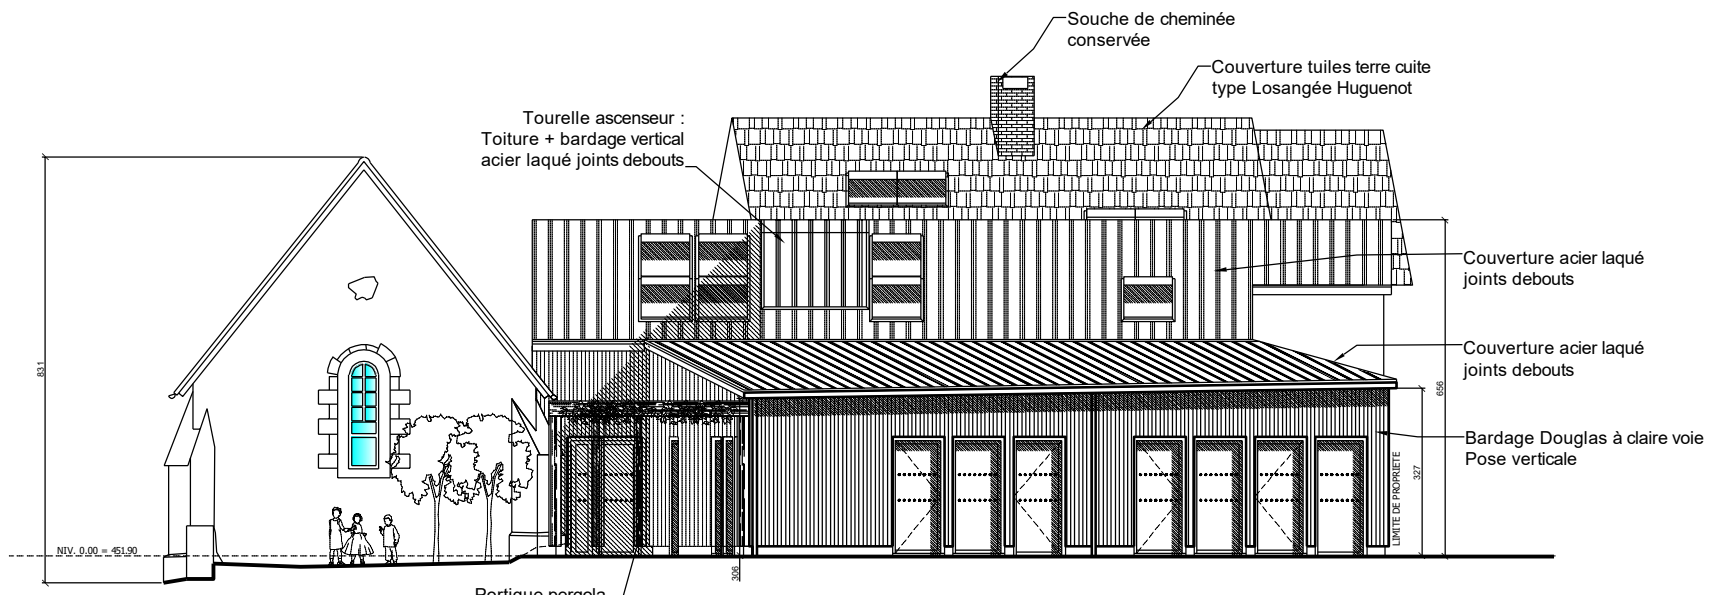 Souche de cheminée
conservée
Couverture tuiles terre cuite
type Losangée Huguenot
Tourelle ascenseur :
Toiture + bardage vertical
acier laqué joints debouts
Couverture acier laqué
joints debouts
Couverture acier laqué
joints debouts
Bardage Douglas à claire voie
Pose verticale
831
656
327
LIMITE DE PROPRIETE
NIV. 0.00 = 451.90
306
Portique pergola